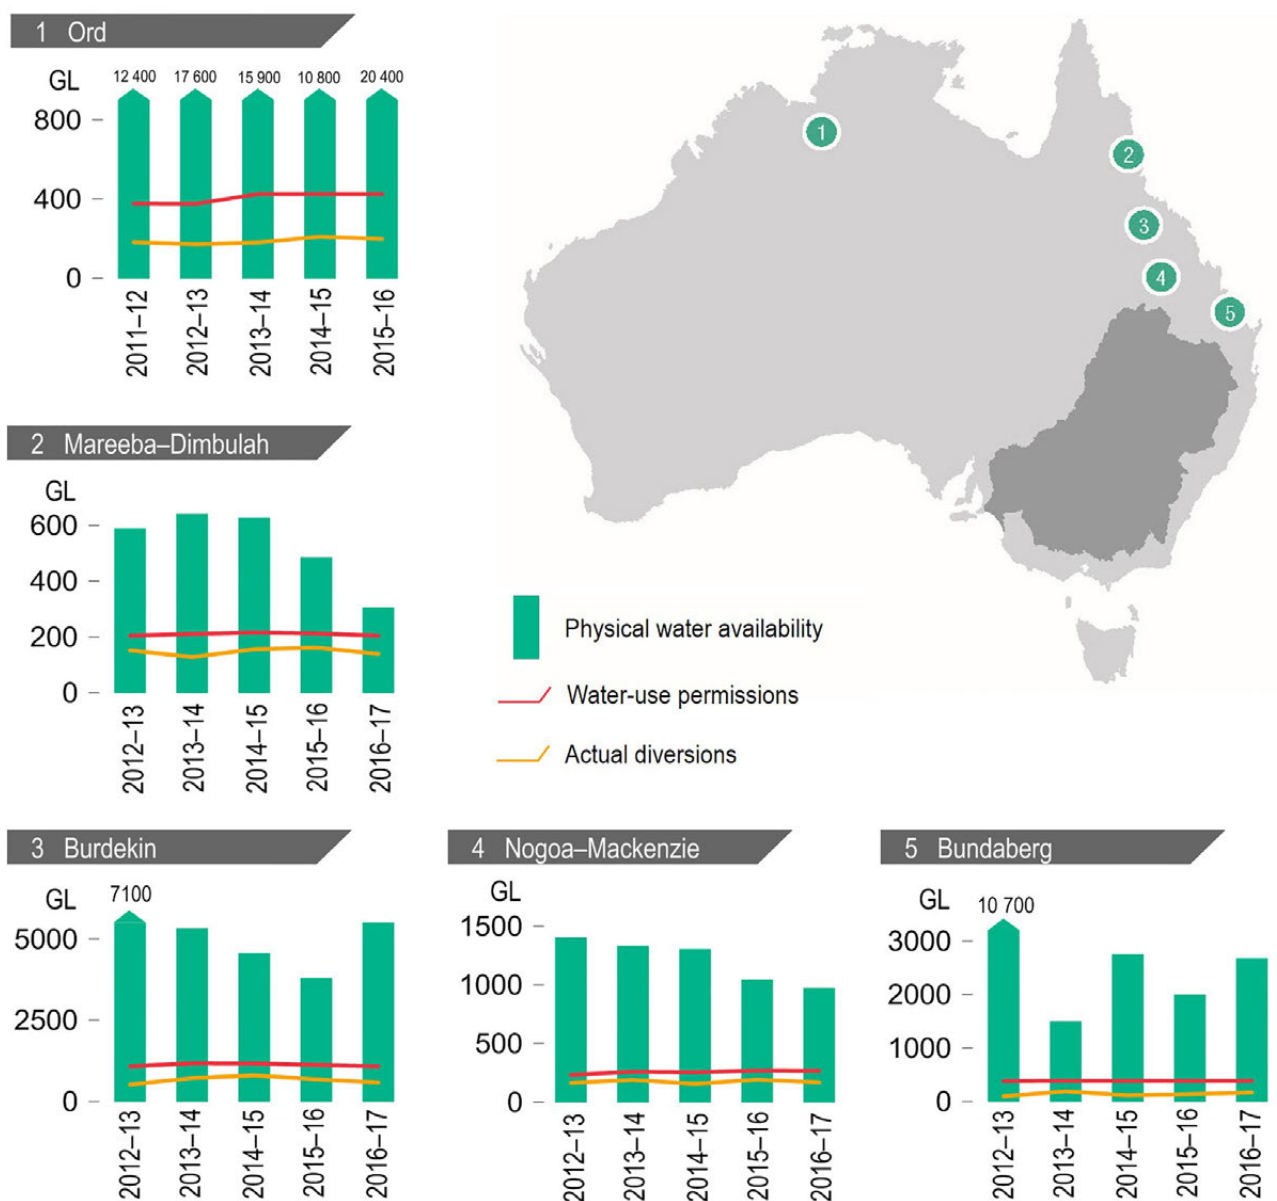 1 Ord
GL
12 400 17 600 15 900 10 800 20 400
800
400
0
2011–12 2012–13 2013–14 2014–15 2015–16
1
2
3
4
5
2 Mareeba–Dimbulah
GL
600
400
200
0
2012–13 2013–14 2014–15 2015–16 2016–17
Physical water availability
Water-use permissions
Actual diversions
3 Burdekin
GL
7100
5000
2500
0
2012–13 2013–14 2014–15 2015–16 2016–17
4 Nogoa–Mackenzie
GL
1500
1000
500
0
2012–13 2013–14 2014–15 2015–16 2016–17
5 Bundaberg
GL
10 700
3000
2000
1000
0
2012–13 2013–14 2014–15 2015–16 2016–17